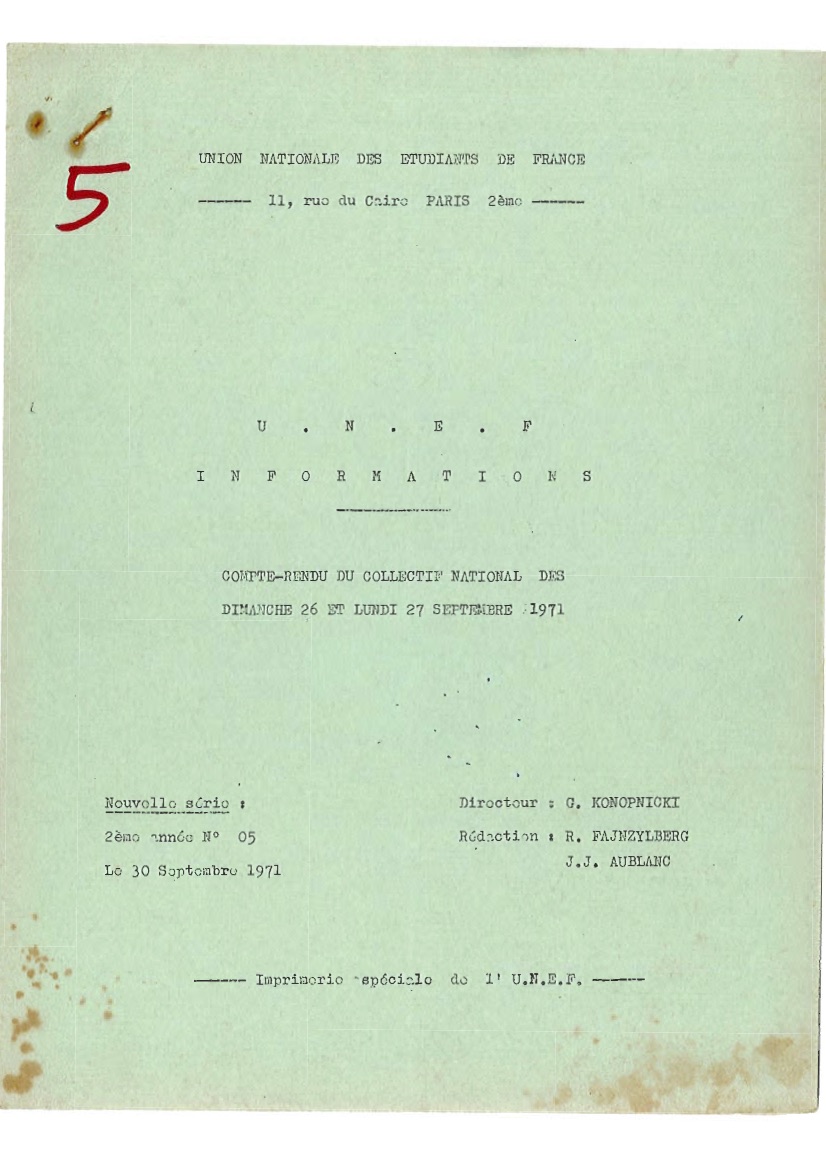 5
UNION NATIONALE DES ETUDIANTS DE FRANCE
------ 11, rue du Caire PARIS 2ème ------
U . N . E . F
I N F O R M A T I O N S
COMPTE-RENDU DU COLLECTIF NATIONAL DES
DIMANCHE 26 ET LUNDI 27 SEPTEMBRE 1971
Nouvelle série :
2ème année N° 05
Le 30 Septembre 1971
Directeur : G. KONOPNICKI
Rédaction : R. FAJNZYLBERG
J.J. AUBLANC
------ Imprimerie spéciale de l' U.N.E.F. ------